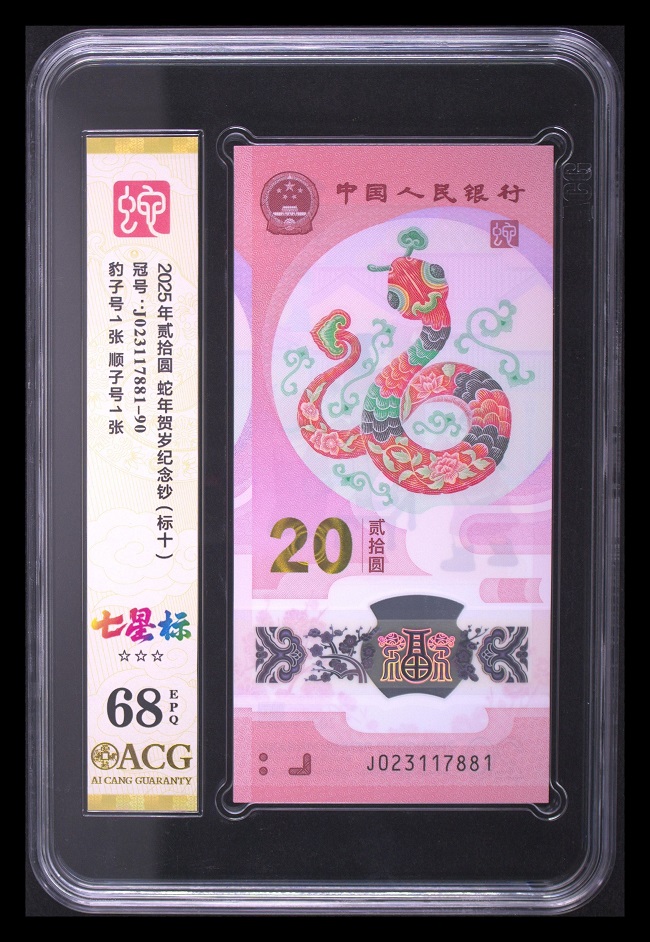 蛇
2025年贰拾圆 蛇年贺岁纪念钞(标十)
冠号:J023117881-90
豹子号1张 顺子号1张
七星标
☆☆☆
68 EPQ
ACG
AI CANG GUARANTY
中国人民银行
蛇
20 贰拾圆
福
J023117881